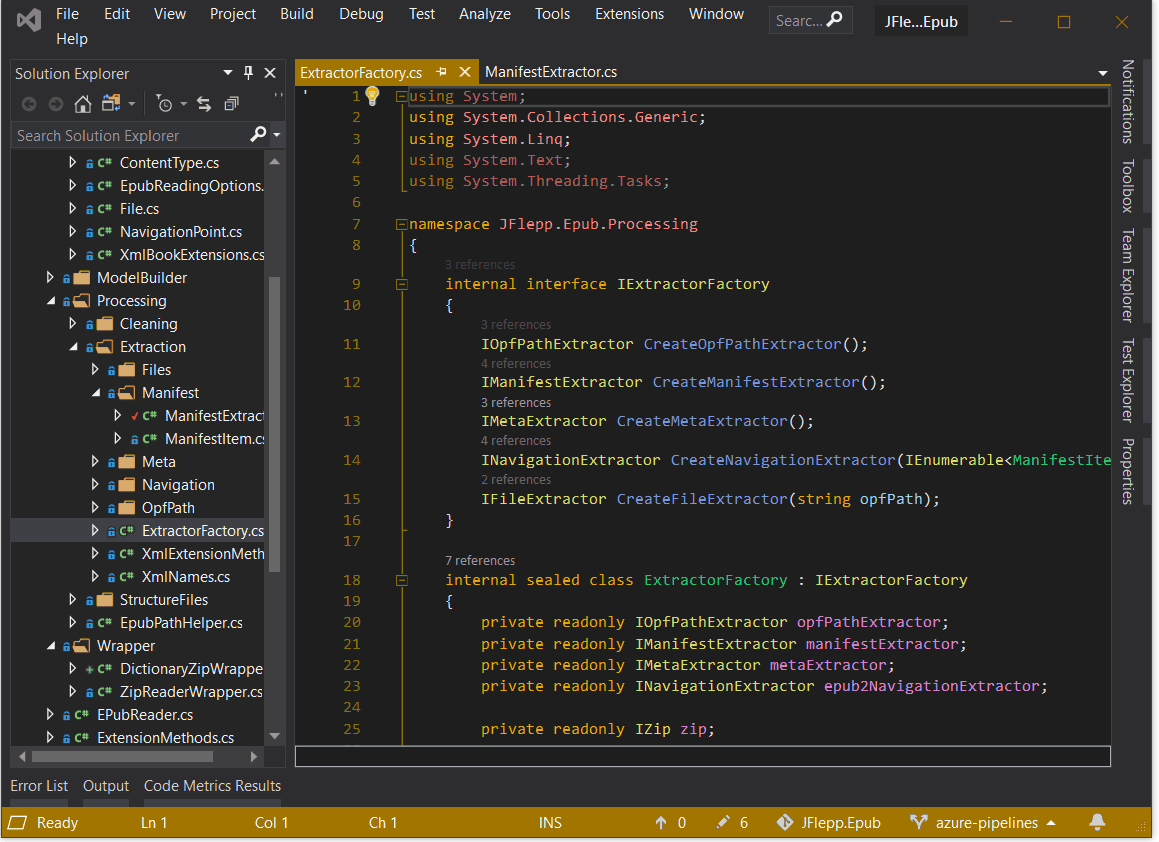 File Edit View Project Build Debug Test Analyze Tools Extensions Window Searc... JFle...Epub
Help
Solution Explorer
Search Solution Explorer
C# ContentType.cs
C# EpubReadingOptions.
C# File.cs
C# NavigationPoint.cs
C# XmlBookExtensions.cs
ModelBuilder
Processing
Cleaning
Extraction
Files
Manifest
C# ManifestExtract
C# ManifestItem.cs
Meta
Navigation
OpfPath
C# ExtractorFactory.cs
C# XmlExtensionMeth
C# XmlNames.cs
StructureFiles
C# EpubPathHelper.cs
Wrapper
C# DictionaryZipWrappe
C# ZipReaderWrapper.cs
C# EPubReader.cs
C# ExtensionMethods.cs
ExtractorFactory.cs ManifestExtractor.cs
1 using System;
2 using System.Collections.Generic;
3 using System.Linq;
4 using System.Text;
5 using System.Threading.Tasks;
6
7 namespace JFlepp.Epub.Processing
8 {
3 references
9 internal interface IExtractorFactory
10 {
3 references
11 IOpfPathExtractor CreateOpfPathExtractor();
4 references
12 IManifestExtractor CreateManifestExtractor();
3 references
13 IMetaExtractor CreateMetaExtractor();
4 references
14 INavigationExtractor CreateNavigationExtractor(IEnumerable<ManifestIte
2 references
15 IFileExtractor CreateFileExtractor(string opfPath);
16 }
17
7 references
18 internal sealed class ExtractorFactory : IExtractorFactory
19 {
20 private readonly IOpfPathExtractor opfPathExtractor;
21 private readonly IManifestExtractor manifestExtractor;
22 private readonly IMetaExtractor metaExtractor;
23 private readonly INavigationExtractor epub2NavigationExtractor;
24
25 private readonly IZip zip;
Notifications
Toolbox
Team Explorer
Test Explorer
Properties
Error List Output Code Metrics Results
Ready Ln 1 Col 1 Ch 1 INS 0 6 JFlepp.Epub azure-pipelines